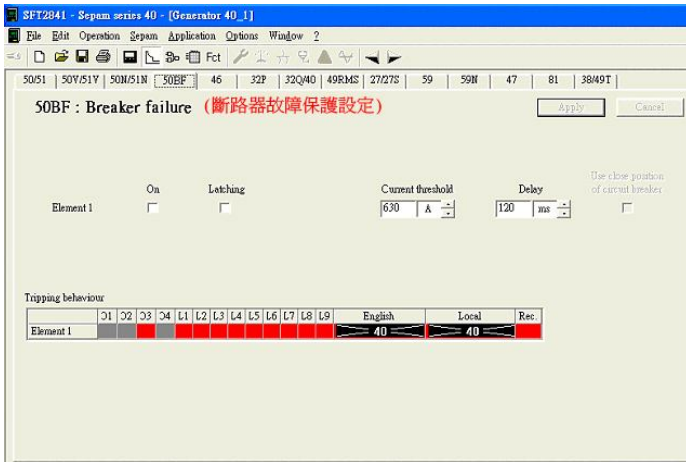 SFT2841 - Sepam series 40 - [Generator 40_1]
File Edit Operation Sepam Application Options Window ?
Fct
50/51 50V/51V 50N/51N 50BF 46 32P 32Q/40 49RMS 27/27S 59 59N 47 81 38/49T
50BF : Breaker failure (斷路器故障保護設定) Apply Cancel
Use close position
On Latching Current threshold Delay of circuit breaker
Element 1 630 A 120 ms
Tripping behaviour
O1 O2 O3 O4 L1 L2 L3 L4 L5 L6 L7 L8 L9 English Local Rec.
Element 1 40 40